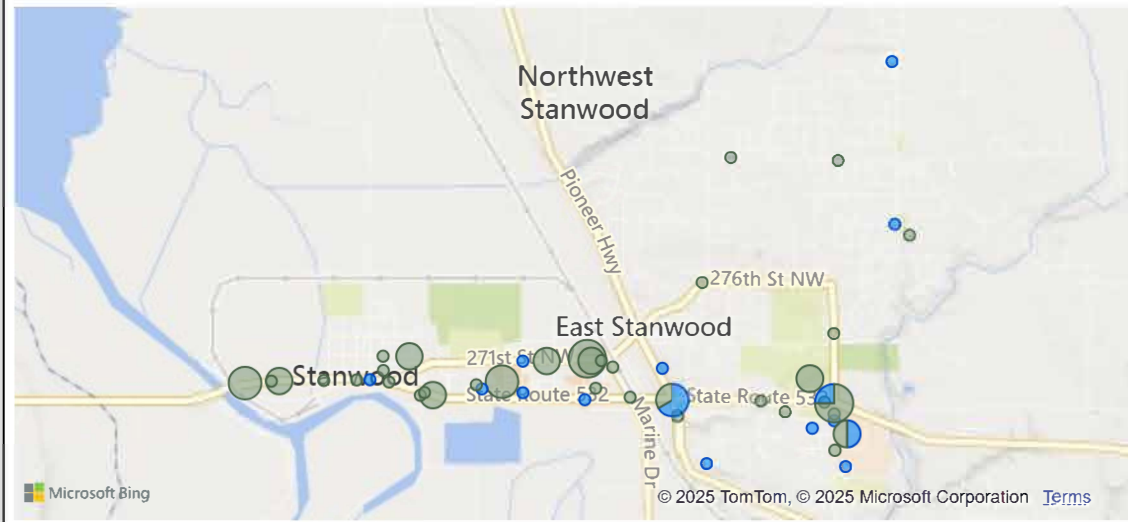 Northwest
Stanwood
Pioneer Hwy
276th St NW
East Stanwood
271st St NW
Stanwood
State Route 532
State Route 53
Marine Dr
Microsoft Bing
© 2025 TomTom, © 2025 Microsoft Corporation Terms